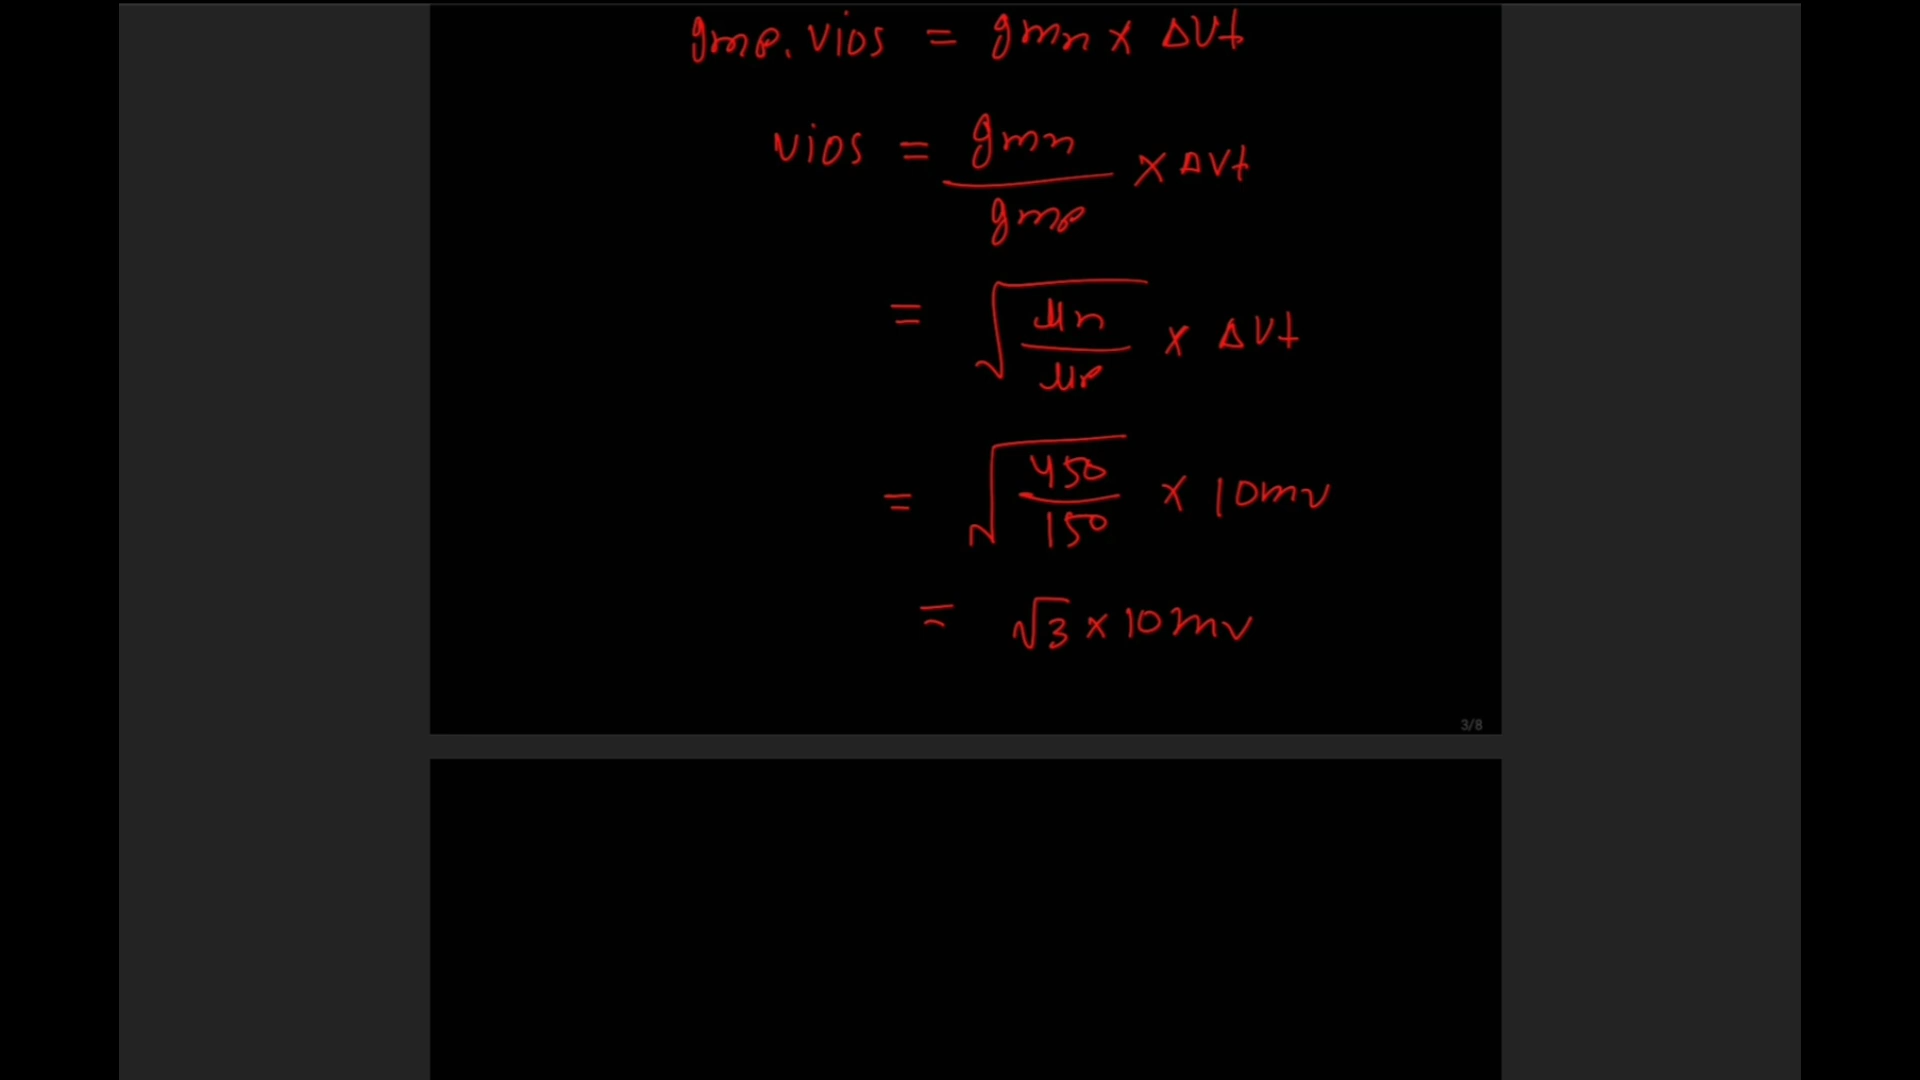 gmp. Vios = gmn × ΔVt
Vios = gmn / gmp × ΔVt
= √(μn / μp) × ΔVt
= √(450 / 150) × 10mv
= √3 × 10mv
3/8